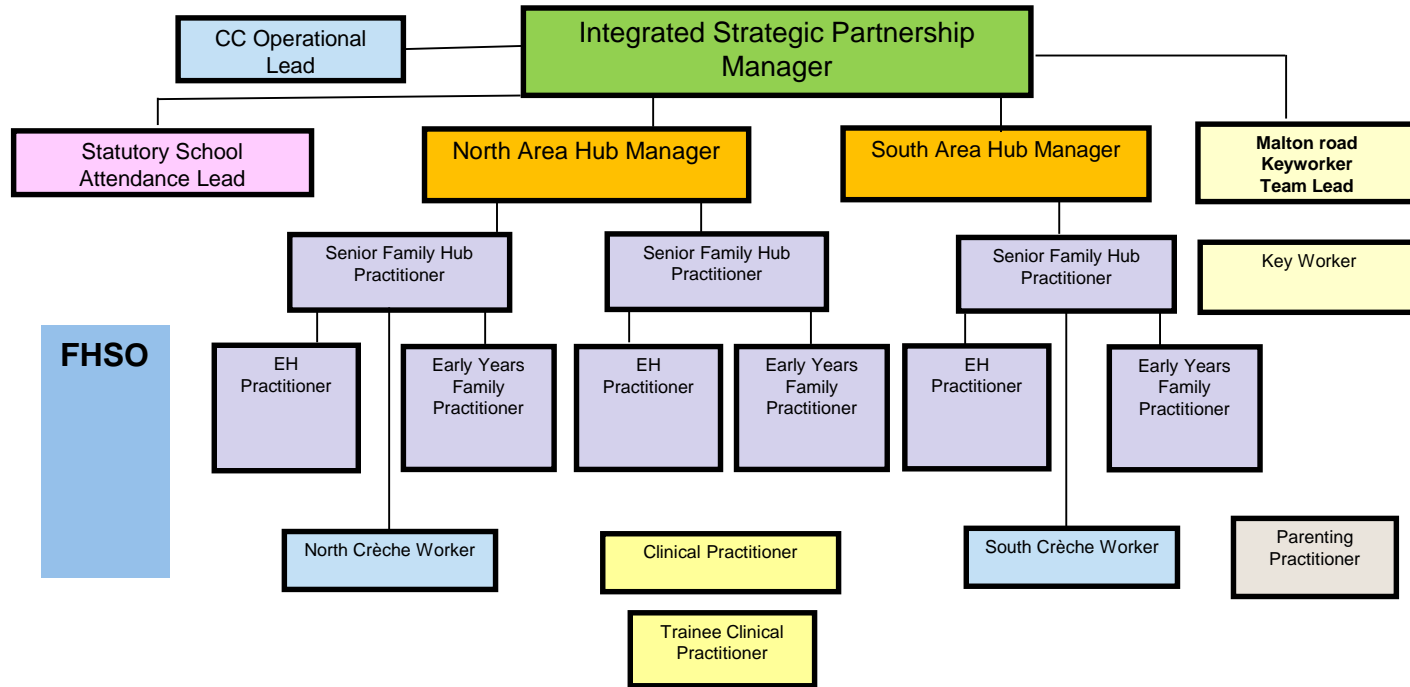 CC Operational
Lead
Integrated Strategic Partnership
Manager
Statutory School
Attendance Lead
North Area Hub Manager
South Area Hub Manager
Malton road
Keyworker
Team Lead
Senior Family Hub
Practitioner
Senior Family Hub
Practitioner
Senior Family Hub
Practitioner
Key Worker
FHSO
EH
Practitioner
Early Years
Family
Practitioner
EH
Practitioner
Early Years
Family
Practitioner
EH
Practitioner
Early Years
Family
Practitioner
North Crèche Worker
Clinical Practitioner
South Crèche Worker
Parenting
Practitioner
Trainee Clinical
Practitioner